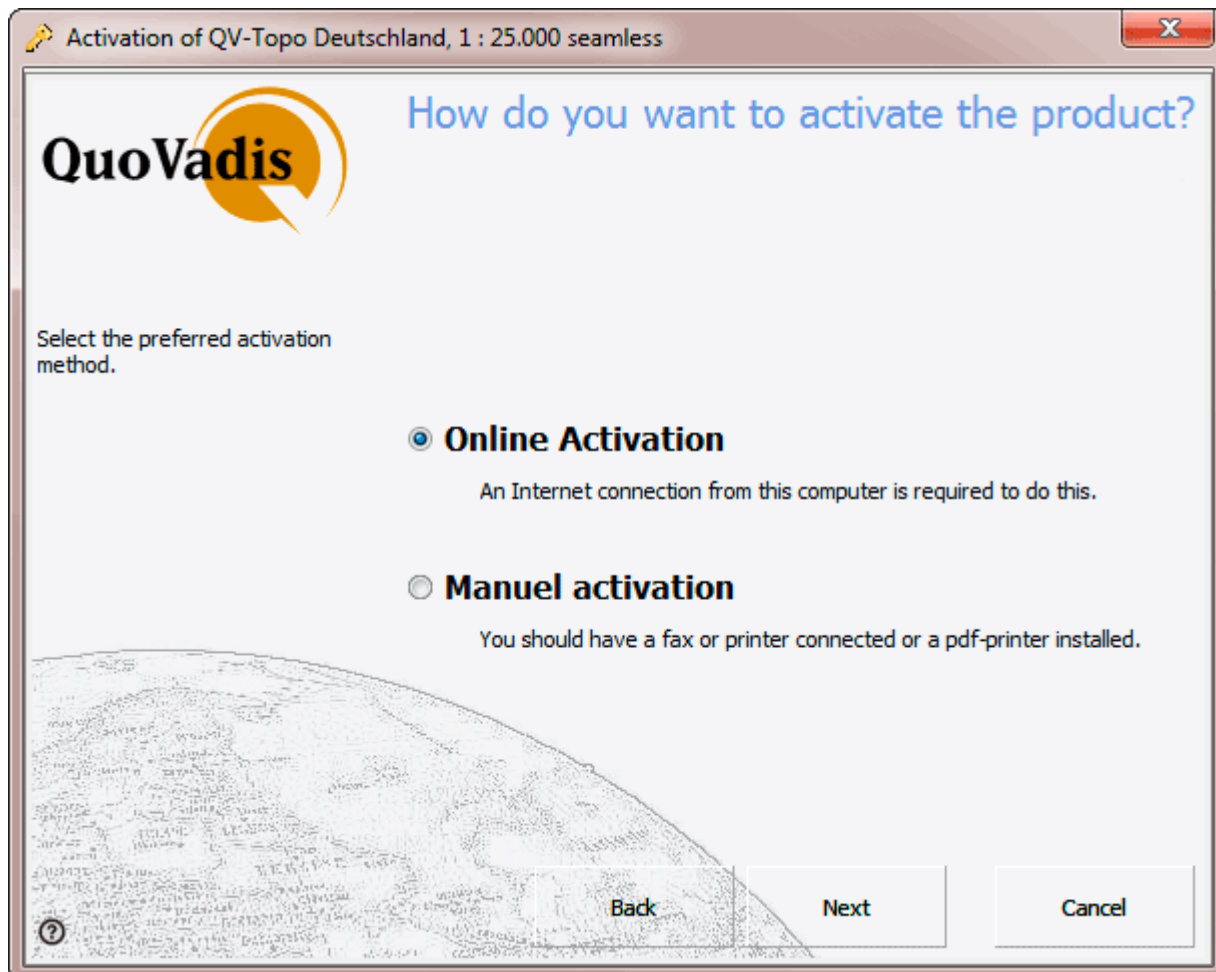 Activation of QV-Topo Deutschland, 1 : 25.000 seamless
QuoVadis
How do you want to activate the product?
Select the preferred activation
method.
Online Activation
An Internet connection from this computer is required to do this.
Manuel activation
You should have a fax or printer connected or a pdf-printer installed.
Back
Next
Cancel